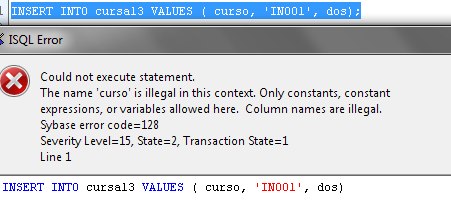 INSERT INTO cursal3 VALUES ( curso, 'IN001', dos);
ISQL Error
Could not execute statement.
The name 'curso' is illegal in this context. Only constants, constant
expressions, or variables allowed here.  Column names are illegal.
Sybase error code=128
Severity Level=15, State=2, Transaction State=1
Line 1
INSERT INTO cursal3 VALUES ( curso, 'IN001', dos)